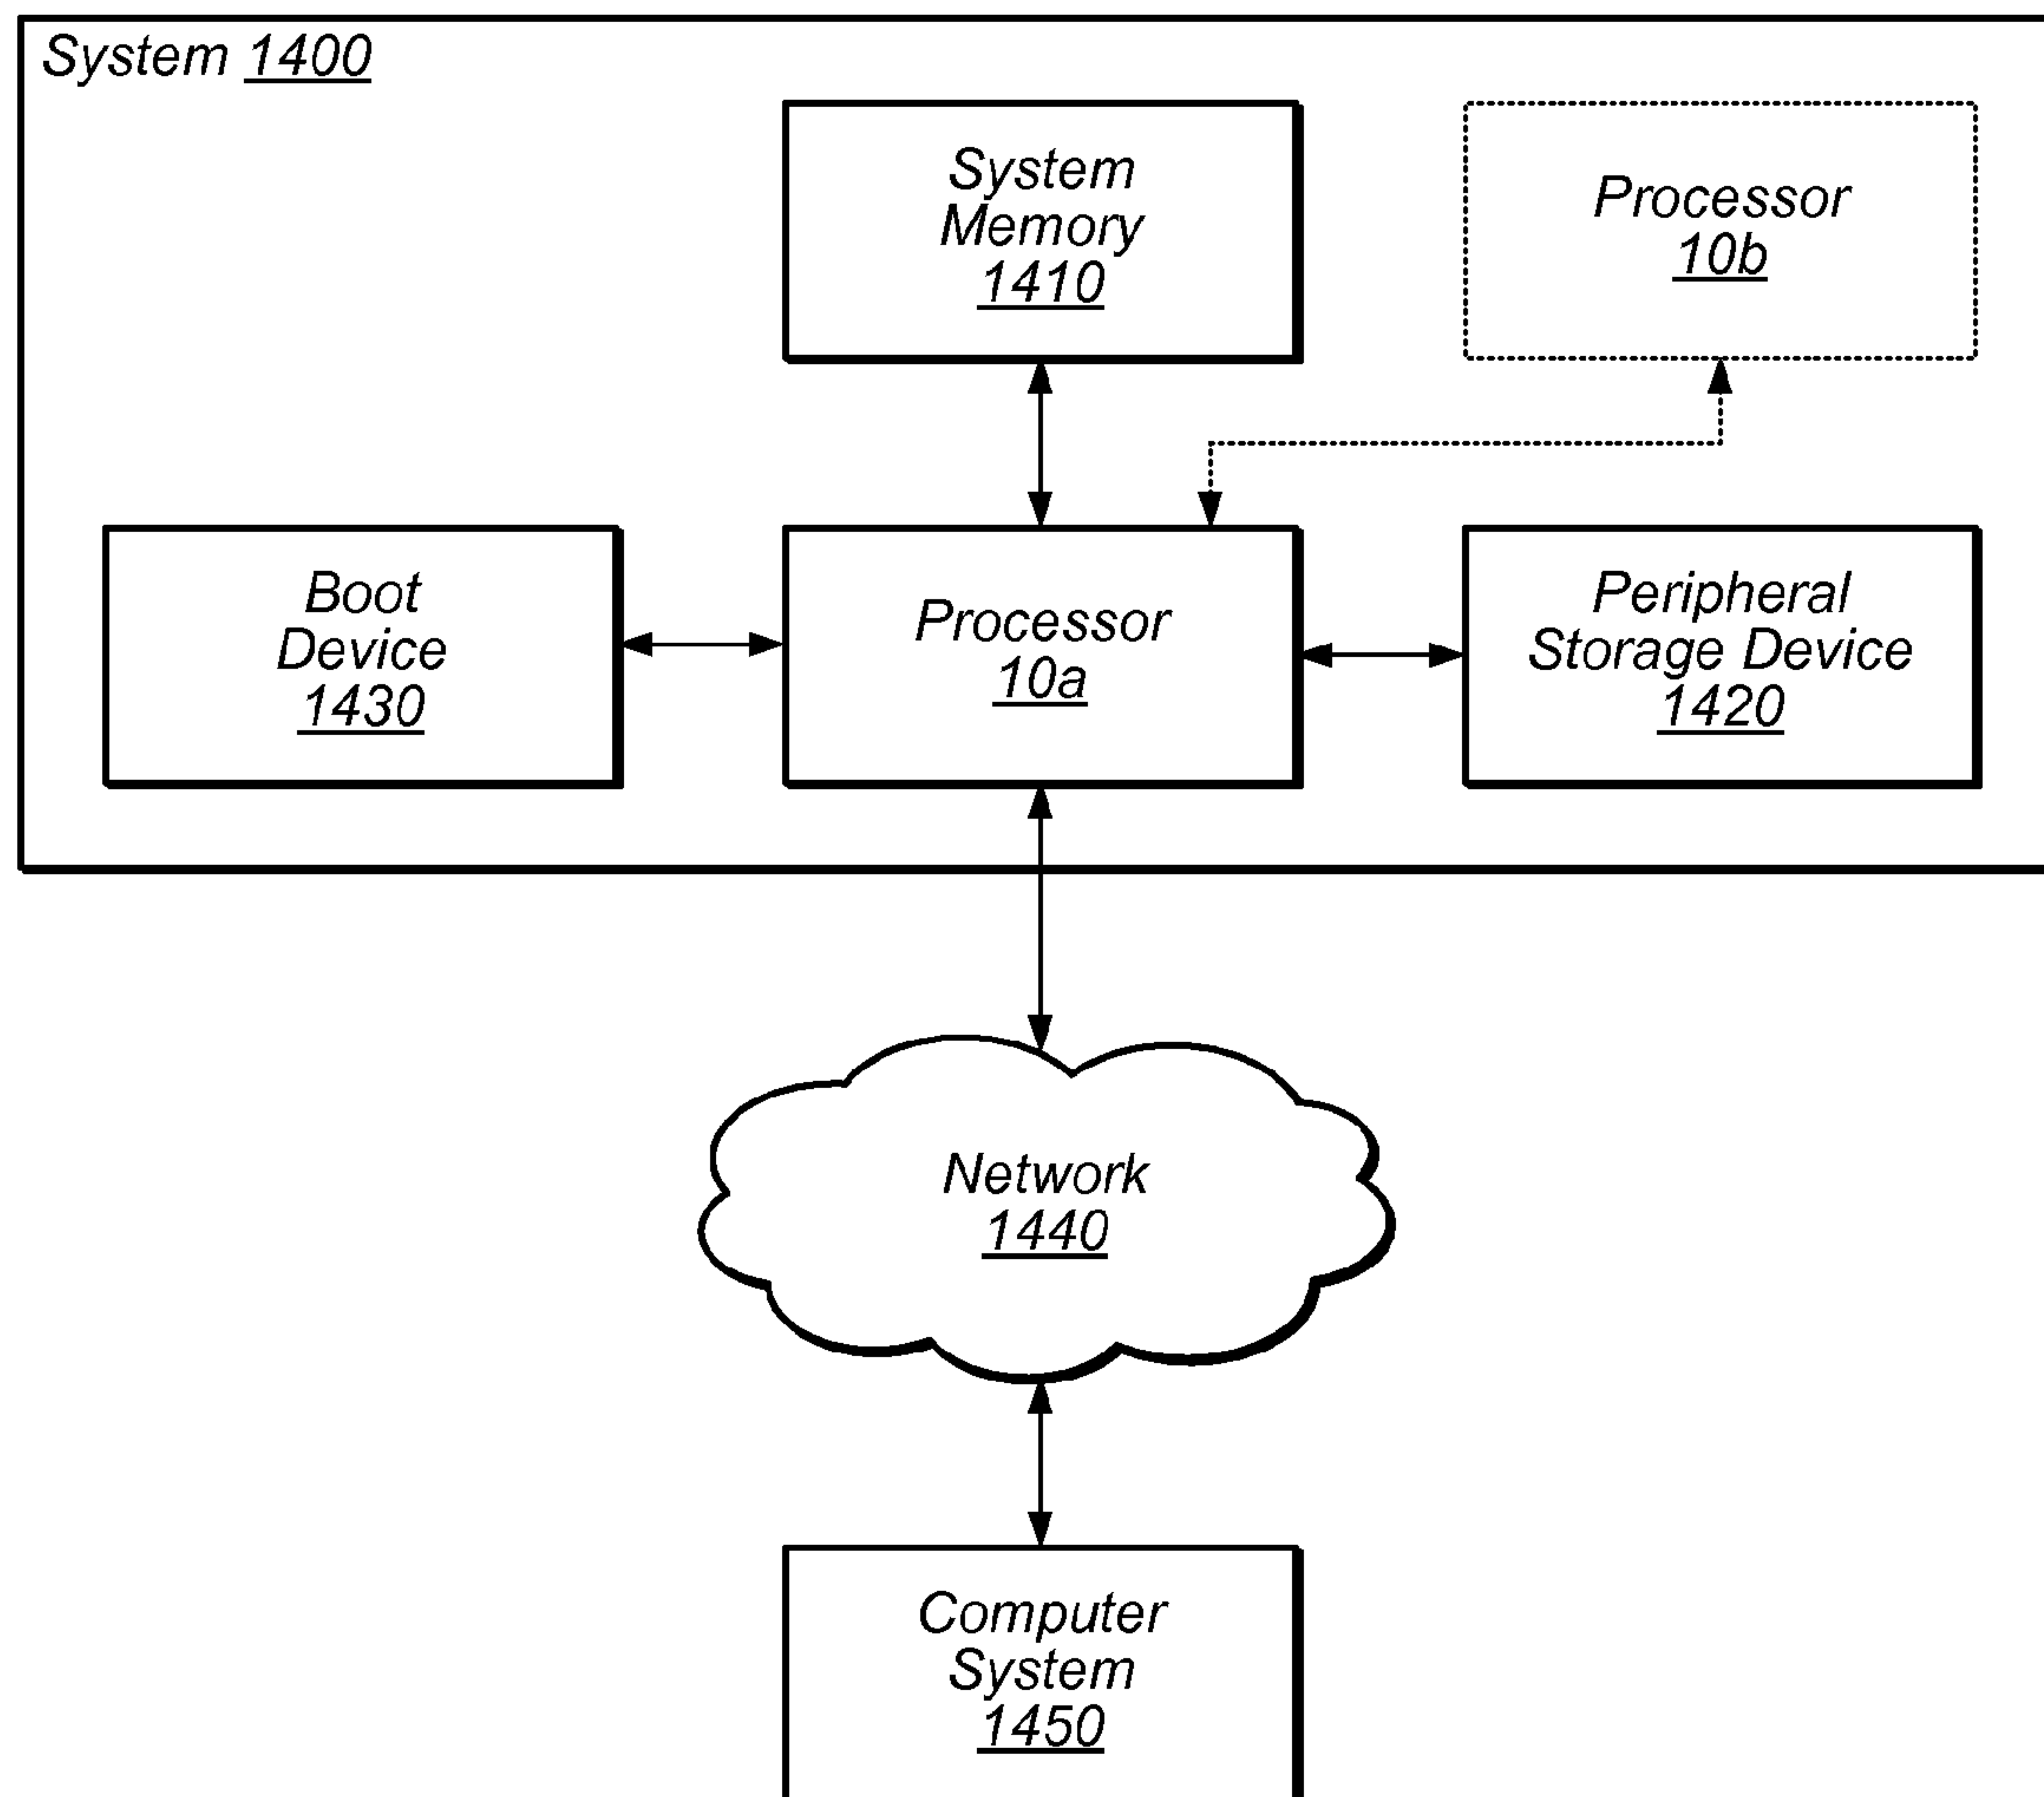 System 1400
System
Memory
1410
Processor
10b
Boot
Device
1430
Processor
10a
Peripheral
Storage Device
1420
Network
1440
Computer
System
1450